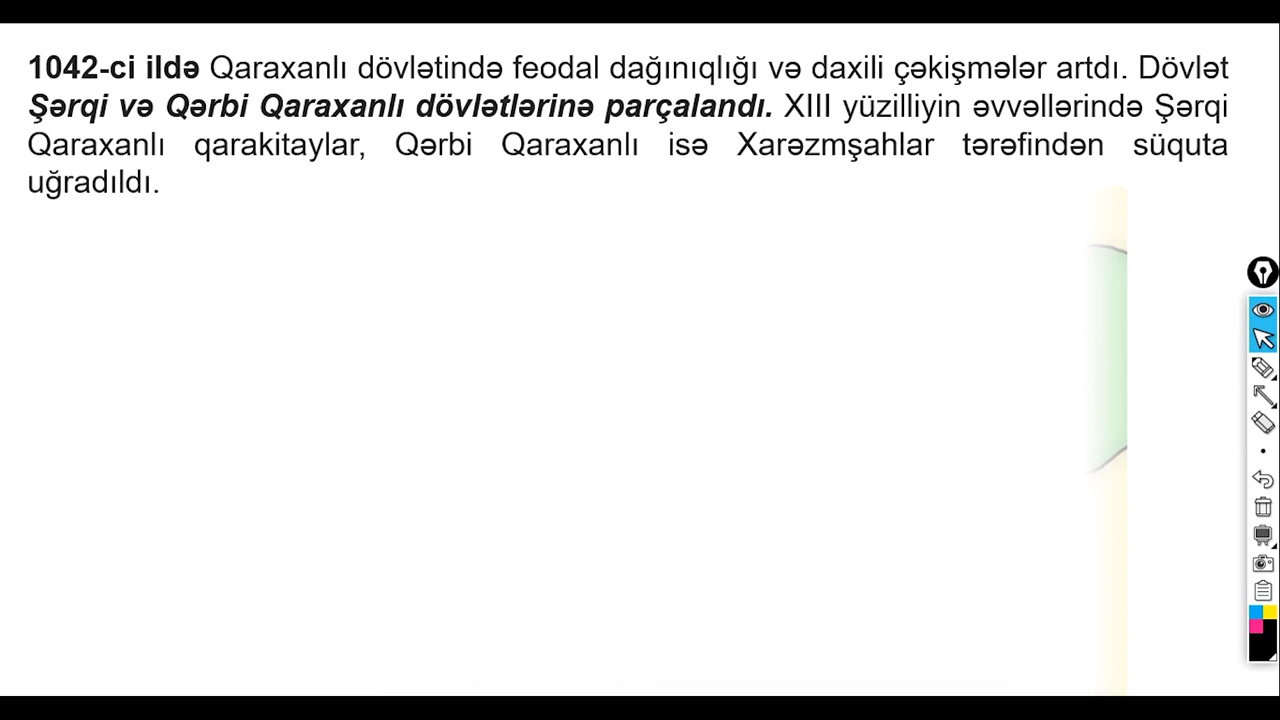 1042-ci ildə Qaraxanlı dövlətində feodal dağınıqlığı və daxili çəkişmələr artdı. Dövlət
Şərqi və Qərbi Qaraxanlı dövlətlərinə parçalandı. XIII yüzilliyin əvvəllərində Şərqi
Qaraxanlı qarakitaylar, Qərbi Qaraxanlı isə Xarəzmşahlar tərəfindən süquta
uğradıldı.